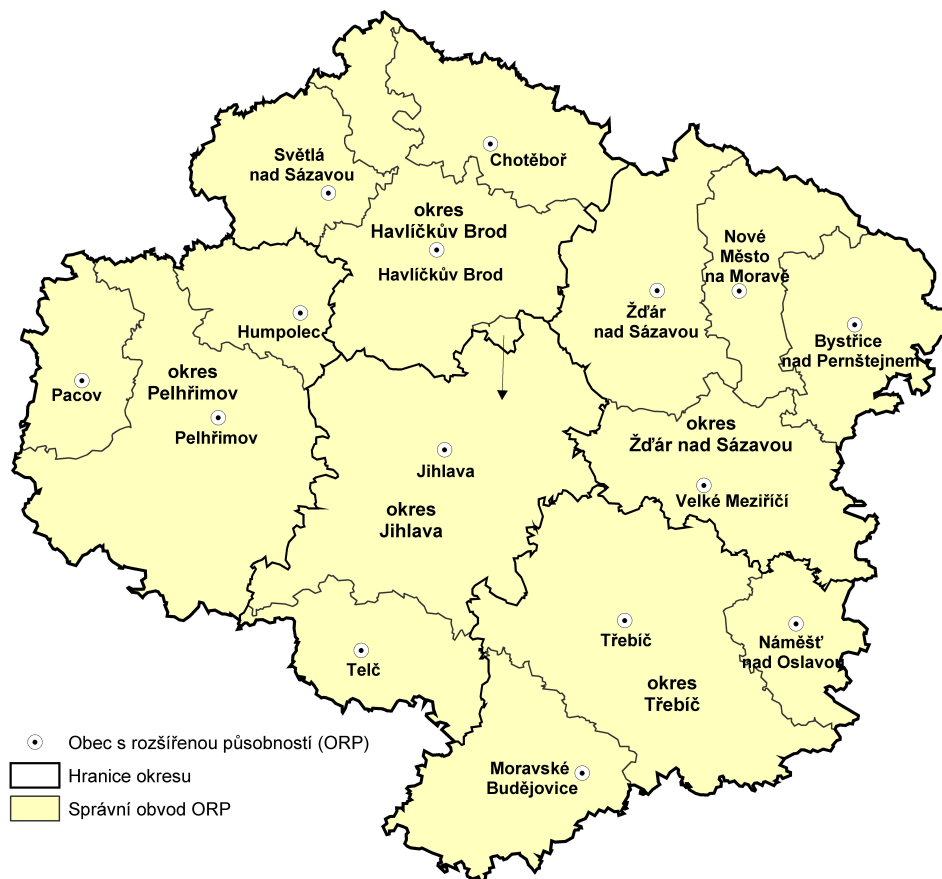 Světlá
nad Sázavou
Chotěboř
okres
Havlíčkův Brod
Havlíčkův Brod
Nové
Město
na Moravě
Žďár
nad Sázavou
Humpolec
Bystřice
nad Pernštejnem
okres
Pelhřimov
Pacov
Pelhřimov
okres
Žďár nad Sázavou
Jihlava
Velké Meziříčí
okres
Jihlava
Třebíč
Náměšť
nad Oslavou
Telč
okres
Třebíč
Moravské
Budějovice
Obec s rozšířenou působností (ORP)
Hranice okresu
Správní obvod ORP